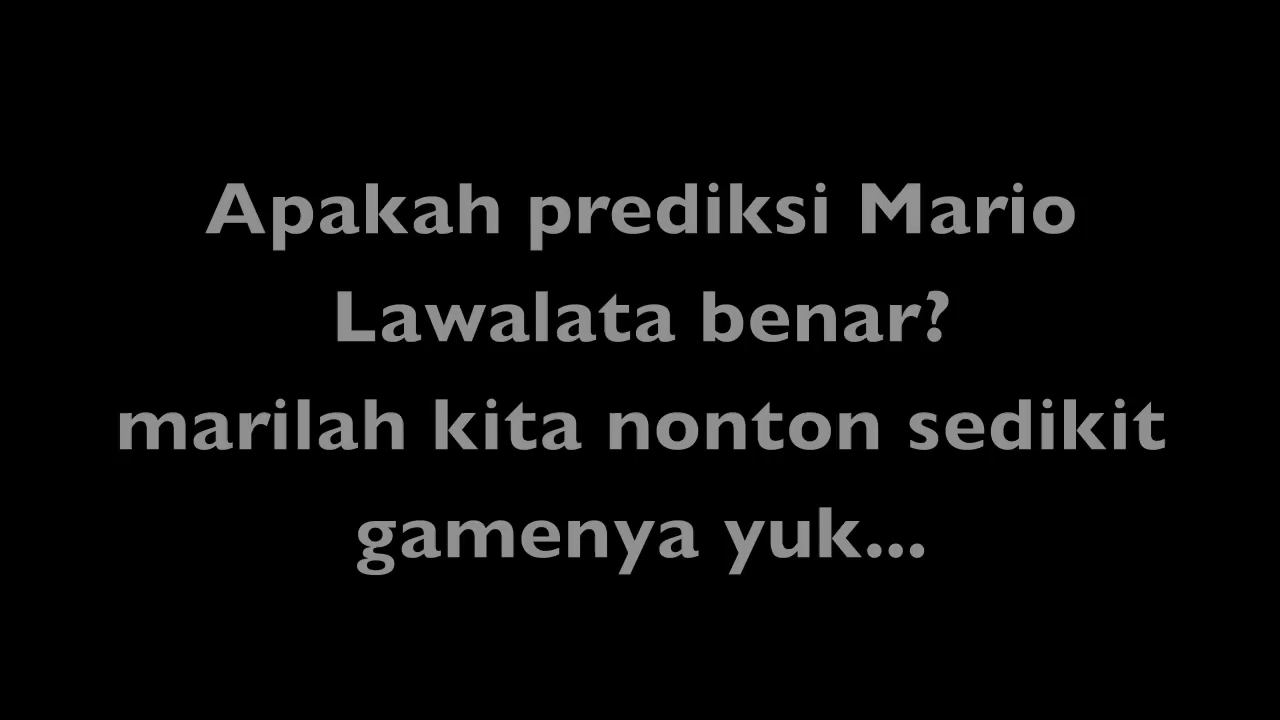 Apakah prediksi Mario
Lawalata benar?
marilah kita nonton sedikit
gamenya yuk...